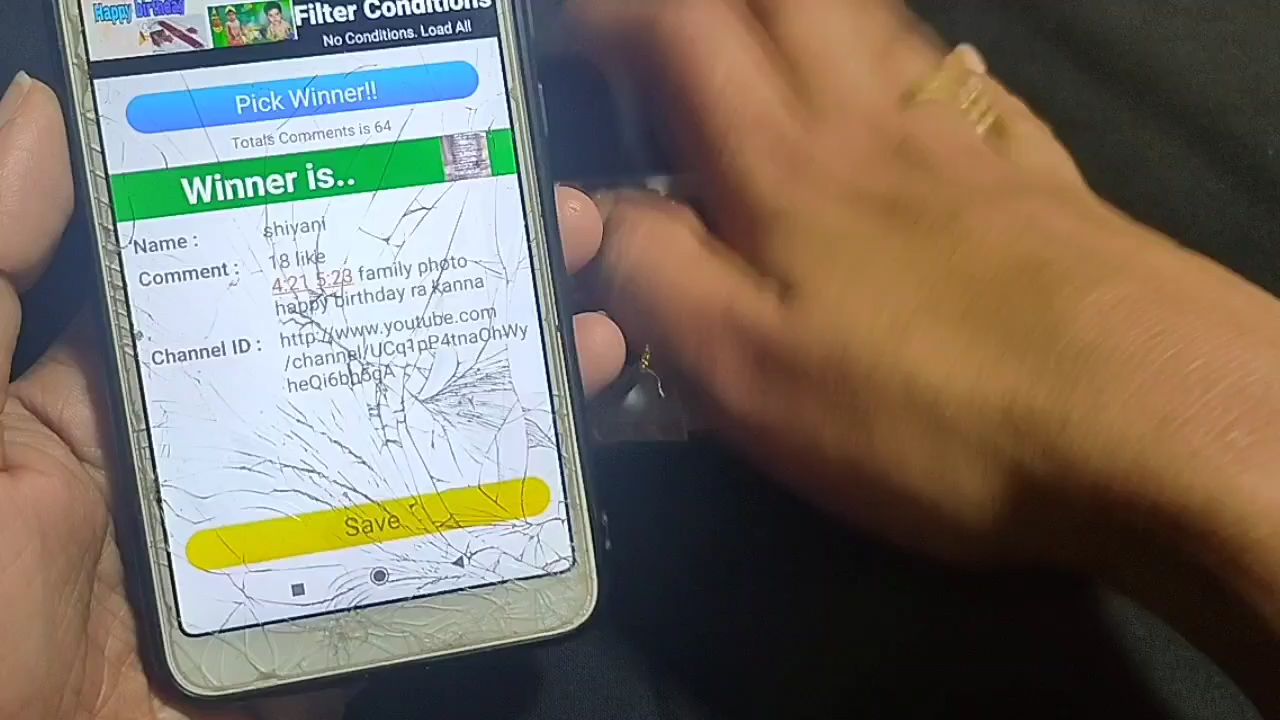 Happy birthday
Filter Conditions
No Conditions. Load All
Pick Winner!!
Totals Comments is 64
Winner is..
Name : shivani
Comment : 18 like
4:21 5:23 family photo
happy birthday ra kanna
Channel ID : http://www.youtube.com
/channel/UCq1pP4tnaOhWy
Save